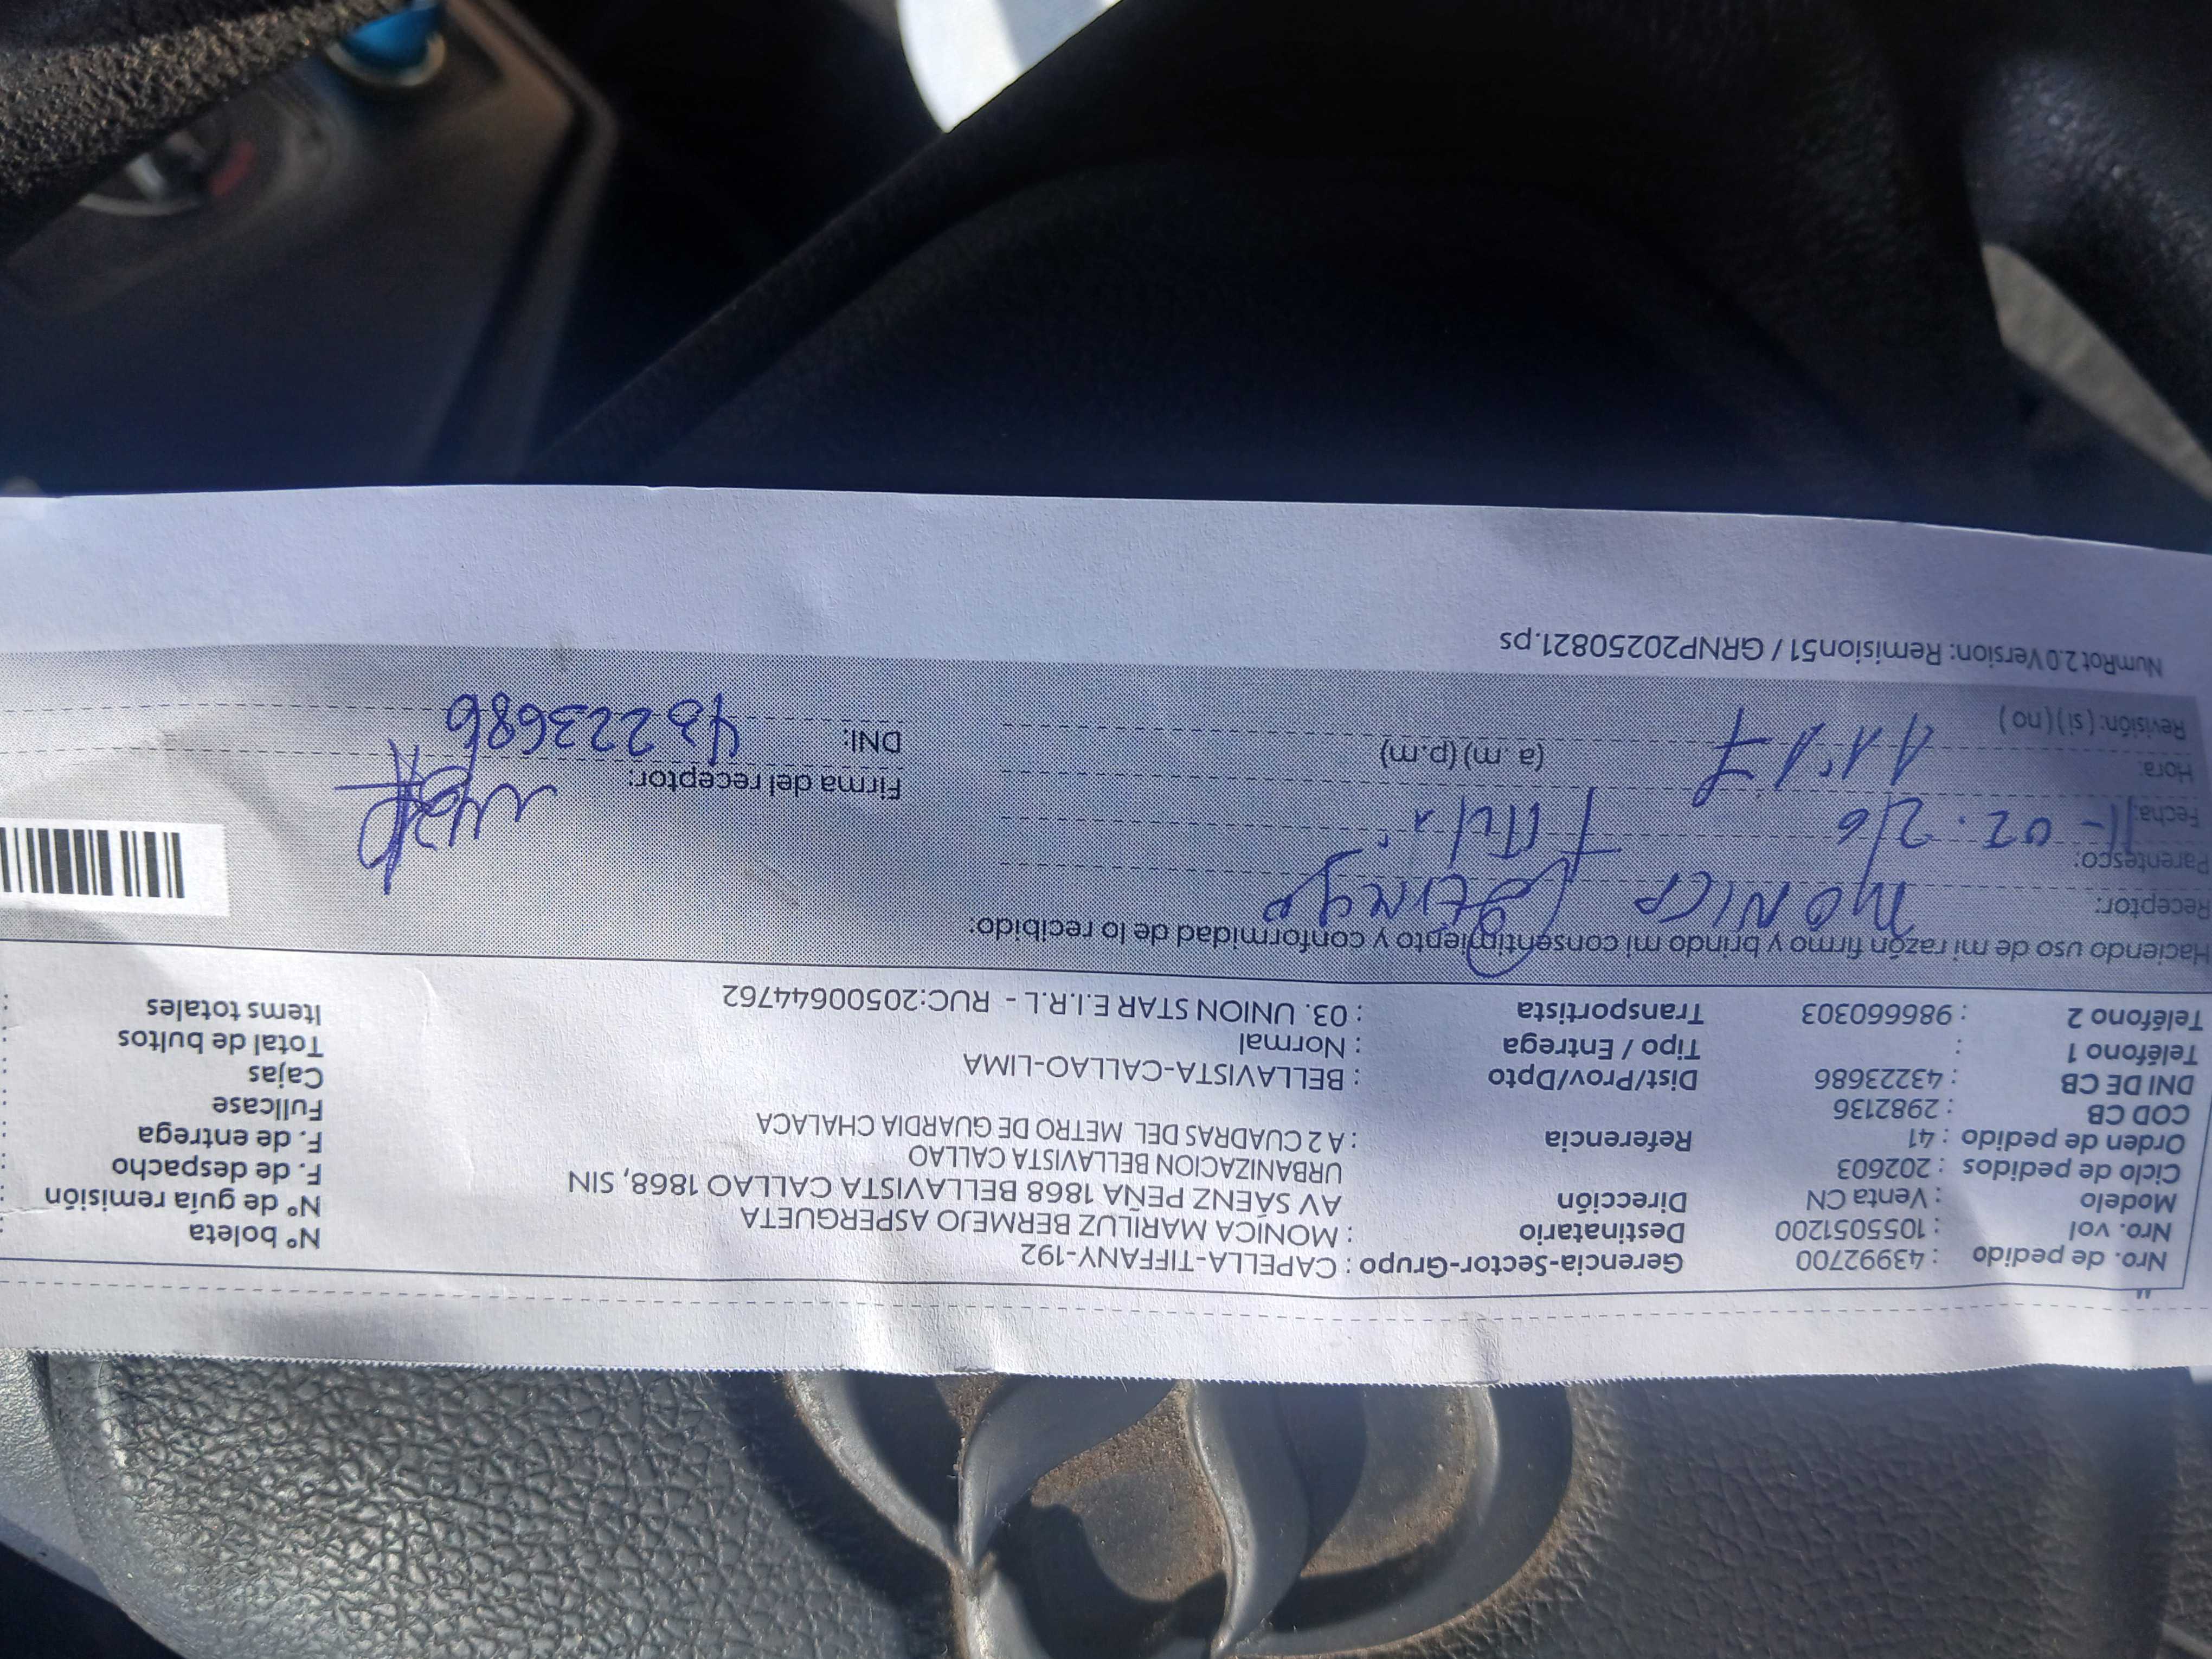 Nro. de pedido : 43992700 Gerencia-Sector-Grupo : CAPELLA-TIFFANY-192 N° boleta
Nro. vol : 1055051200 Destinatario : MONICA MARILUZ BERMEJO ASPERGUETA N° de guía remisión
Modelo : Venta CN Dirección AV SÁENZ PEÑA 1868 BELLAVISTA CALLAO 1868, SIN F. de despacho
Ciclo de pedidos : 202603 URBANIZACION BELLAVISTA CALLAO F. de entrega
Orden de pedido : 41 Referencia : A 2 CUADRAS DEL METRO DE GUARDIA CHALACA Fullcase
COD CB : 2982136 Cajas
DNI DE CB : 43223686 Dist/Prov/Dpto : BELLAVISTA-CALLAO-LIMA Total de bultos
Teléfono 1 : Tipo / Entrega : Normal Items totales
Teléfono 2 : 986660303 Transportista : 03. UNION STAR E.I.R.L - RUC:20500644762
Haciendo uso de mi razón firmo y brindo mi consentimiento y conformidad de lo recibido:
Receptor: MONICA
Parentesco:
Fecha: 11-02.26 Firma del receptor:
Hora: 11:17 (a .m) (p.m) DNI: 43223686
Revisión: ( si ) ( no )
NumRot 2.0 Version: Remision51 / GRNP20250821.ps